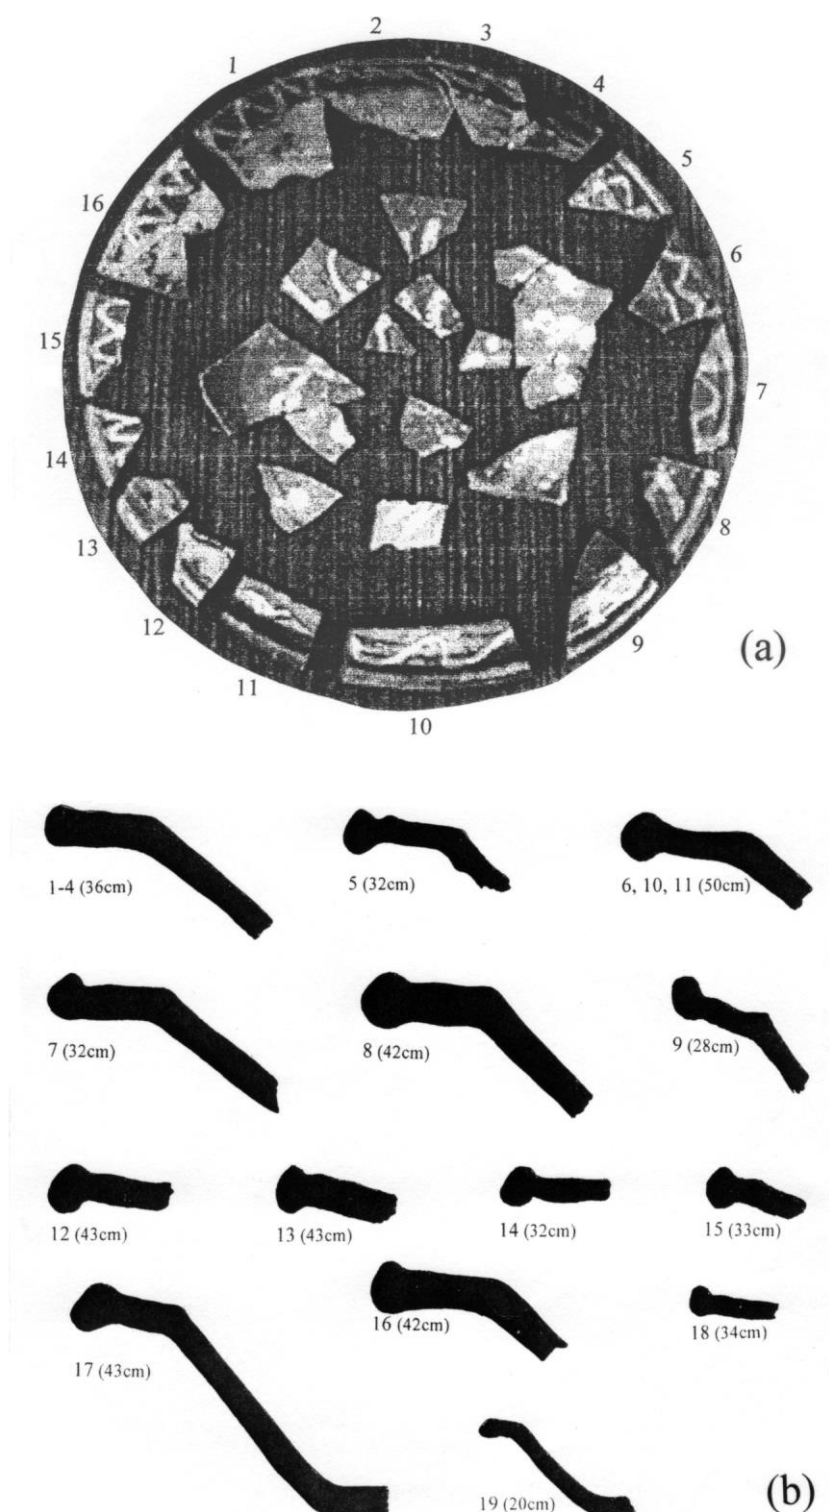 1
2
3
4
5
6
7
8
9
10
11
12
13
14
15
16
(a)
1-4 (36cm)
5 (32cm)
6, 10, 11 (50cm)
7 (32cm)
8 (42cm)
9 (28cm)
12 (43cm)
13 (43cm)
14 (32cm)
15 (33cm)
16 (42cm)
17 (43cm)
18 (34cm)
19 (20cm)
(b)